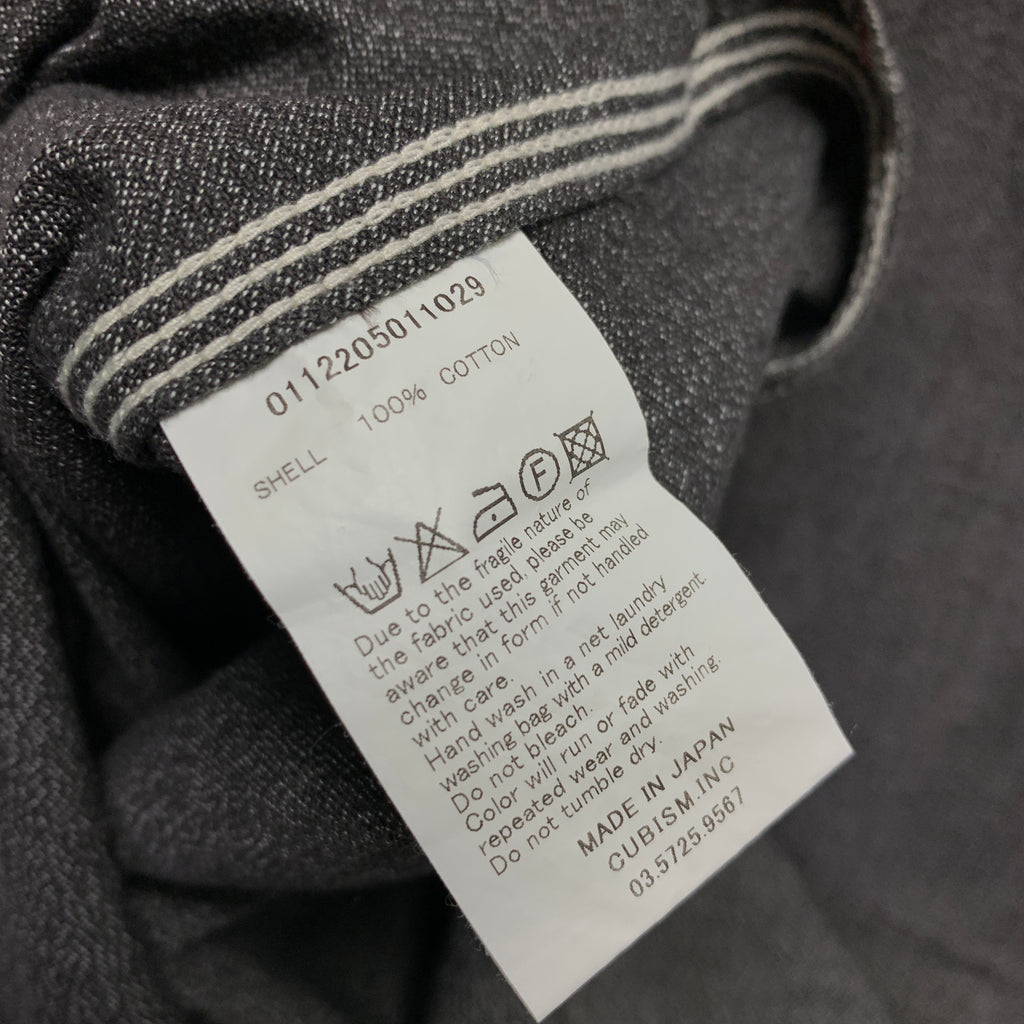 0112205011029
SHELL 100% COTTON
F
Due to the fragile nature of
the fabric used, please be
aware that this garment may
change in form if not handled
with care.
Hand wash in a net laundry
washing bag with a mild detergent.
Do not bleach.
Color will run or fade with
repeated wear and washing.
Do not tumble dry.
MADE IN JAPAN
CUBISM.INC
03.5725.9567